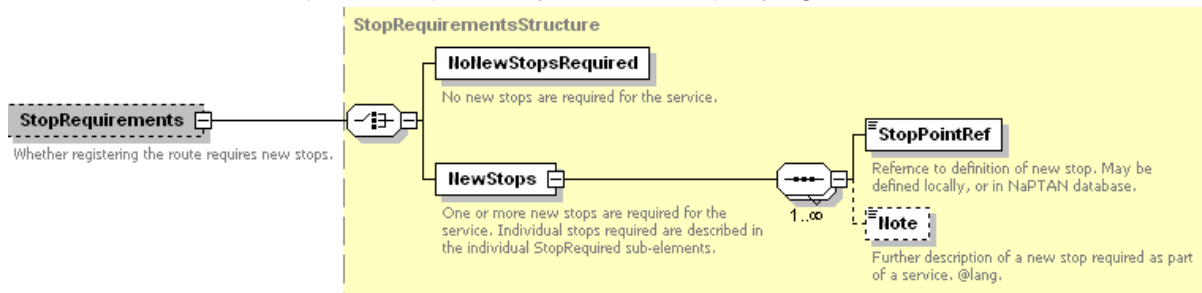 StopRequirementsStructure
NoNewStopsRequired
No new stops are required for the service.
StopRequirements
Whether registering the route requires new stops.
StopPointRef
Refernce to definition of new stop. May be
defined locally, or in NaPTAN database.
NewStops
One or more new stops are required for the
service. Individual stops required are described in
the individual StopRequired sub-elements.
1..∞
Note
Further description of a new stop required as part
of a service. @lang.